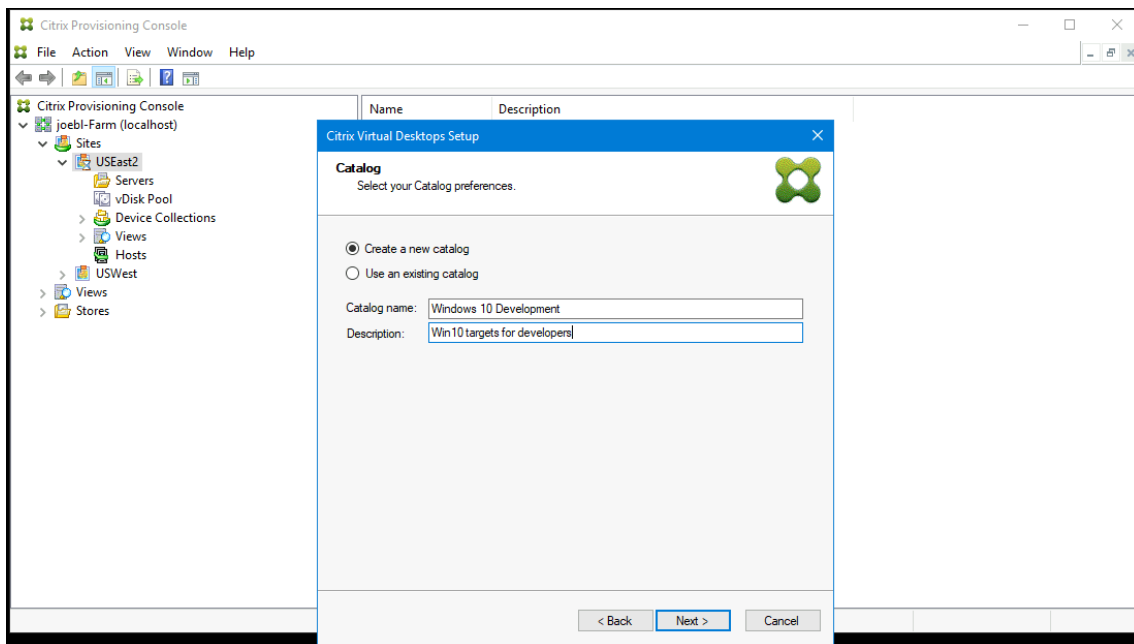 Citrix Provisioning Console
File Action View Window Help
Citrix Provisioning Console
joebl-Farm (localhost)
Sites
USEast2
Servers
vDisk Pool
Device Collections
Views
Hosts
USWest
Views
Stores
Name Description
Citrix Virtual Desktops Setup
Catalog
Select your Catalog preferences.
Create a new catalog
Use an existing catalog
Catalog name: Windows 10 Development
Description: Win10 targets for developers
< Back Next > Cancel